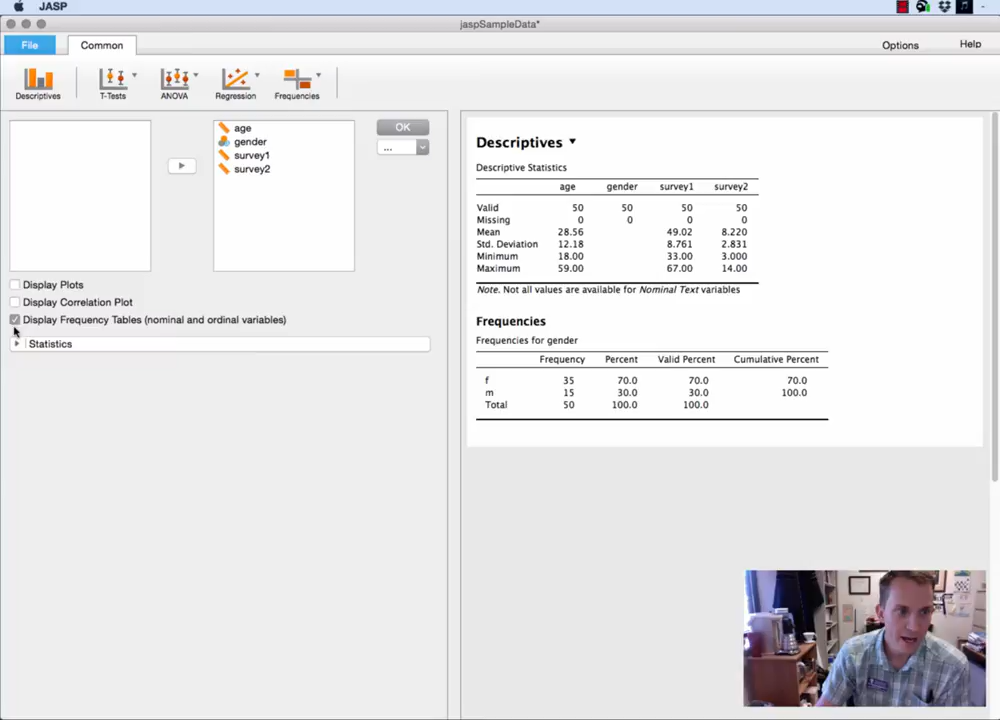 JASP
jaspSampleData*
File
Common
Options
Help
Descriptives
T-Tests
ANOVA
Regression
Frequencies
age
gender
survey1
survey2
OK
...
Display Plots
Display Correlation Plot
Display Frequency Tables (nominal and ordinal variables)
Statistics
Descriptives
Descriptive Statistics
age gender survey1 survey2
Valid 50 50 50 50
Missing 0 0 0 0
Mean 28.56 49.02 8.220
Std. Deviation 12.18 8.761 2.831
Minimum 18.00 33.00 3.000
Maximum 59.00 67.00 14.00
Note. Not all values are available for Nominal Text variables
Frequencies
Frequencies for gender
Frequency Percent Valid Percent Cumulative Percent
f 35 70.0 70.0 70.0
m 15 30.0 30.0 100.0
Total 50 100.0 100.0